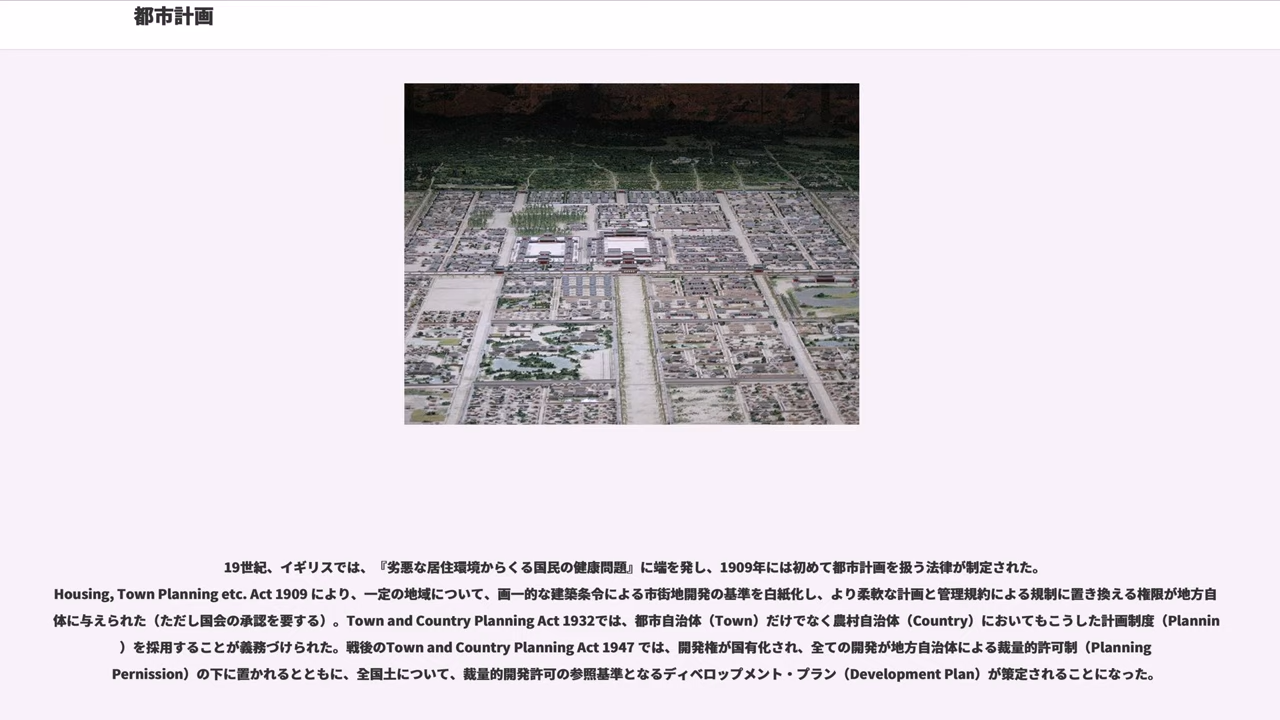 都市計画
19世紀、イギリスでは、『劣悪な居住環境からくる国民の健康問題』に端を発し、1909年には初めて都市計画を扱う法律が制定された。
Housing, Town Planning etc. Act 1909 により、一定の地域について、画一的な建築条令による市街地開発の基準を白紙化し、より柔軟な計画と管理規約による規制に置き換える権限が地方自
体に与えられた（ただし国会の承認を要する）。Town and Country Planning Act 1932では、都市自治体（Town）だけでなく農村自治体（Country）においてもこうした計画制度（Plannin
）を採用することが義務づけられた。戦後のTown and Country Planning Act 1947 では、開発権が国有化され、全ての開発が地方自治体による裁量的許可制（Planning
Pernission）の下に置かれるとともに、全国土について、裁量的開発許可の参照基準となるディベロップメント・プラン（Development Plan）が策定されることになった。